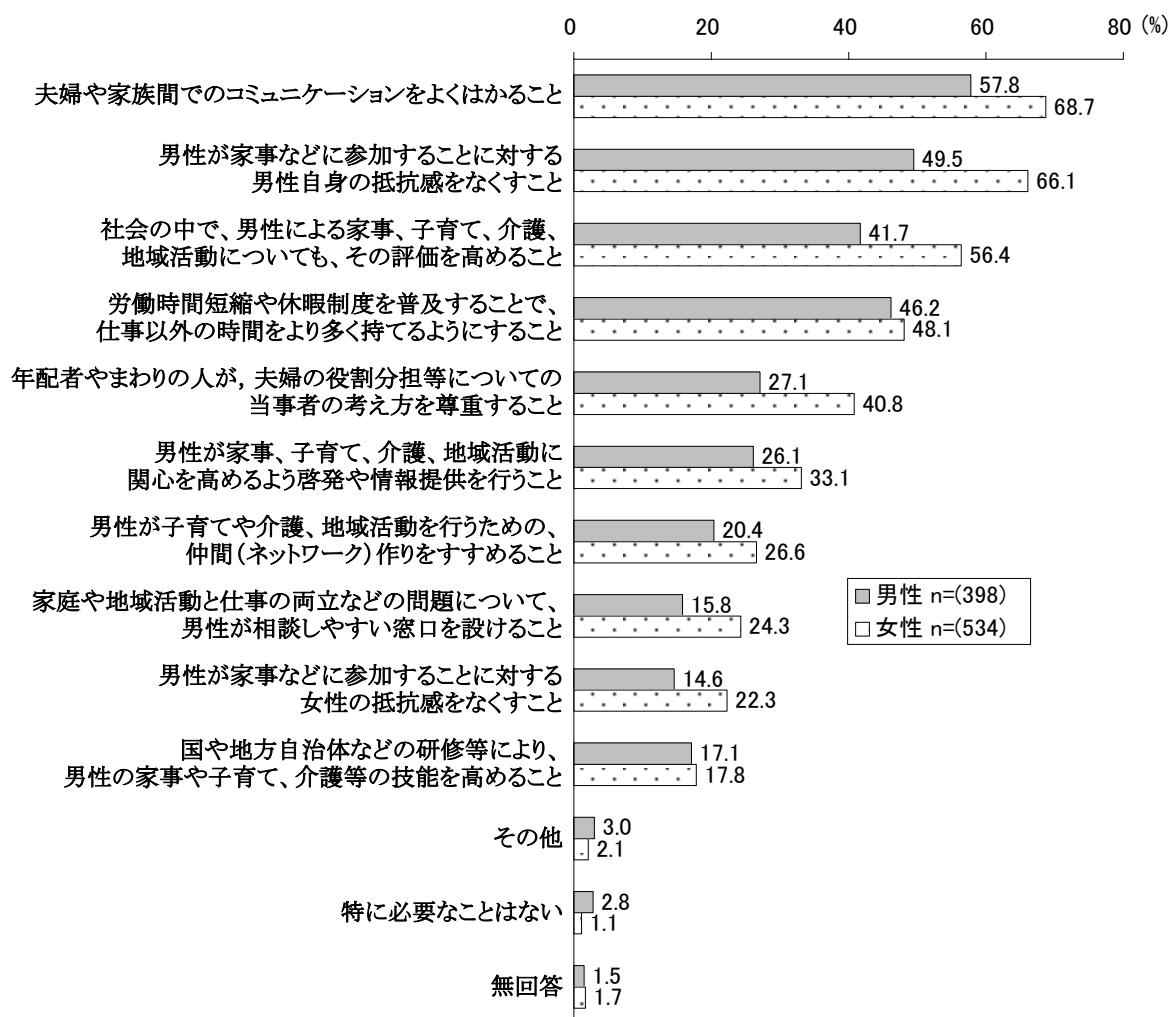 0 20 40 60 80 (%)
夫婦や家族間でのコミュニケーションをよくはかること
57.8
68.7
男性が家事などに参加することに対する
男性自身の抵抗感をなくすこと
49.5
66.1
社会の中で、男性による家事、子育て、介護、
地域活動についても、その評価を高めること
41.7
56.4
労働時間短縮や休暇制度を普及することで、
仕事以外の時間をより多く持てるようにすること
46.2
48.1
年配者やまわりの人が，夫婦の役割分担等についての
当事者の考え方を尊重すること
27.1
40.8
男性が家事、子育て、介護、地域活動に
関心を高めるよう啓発や情報提供を行うこと
26.1
33.1
男性が子育てや介護、地域活動を行うための、
仲間（ネットワーク）作りをすすめること
20.4
26.6
家庭や地域活動と仕事の両立などの問題について、
男性が相談しやすい窓口を設けること
15.8
24.3
男性 n=(398)
女性 n=(534)
男性が家事などに参加することに対する
女性の抵抗感をなくすこと
14.6
22.3
国や地方自治体などの研修等により、
男性の家事や子育て、介護等の技能を高めること
17.1
17.8
その他
3.0
2.1
特に必要なことはない
2.8
1.1
無回答
1.5
1.7